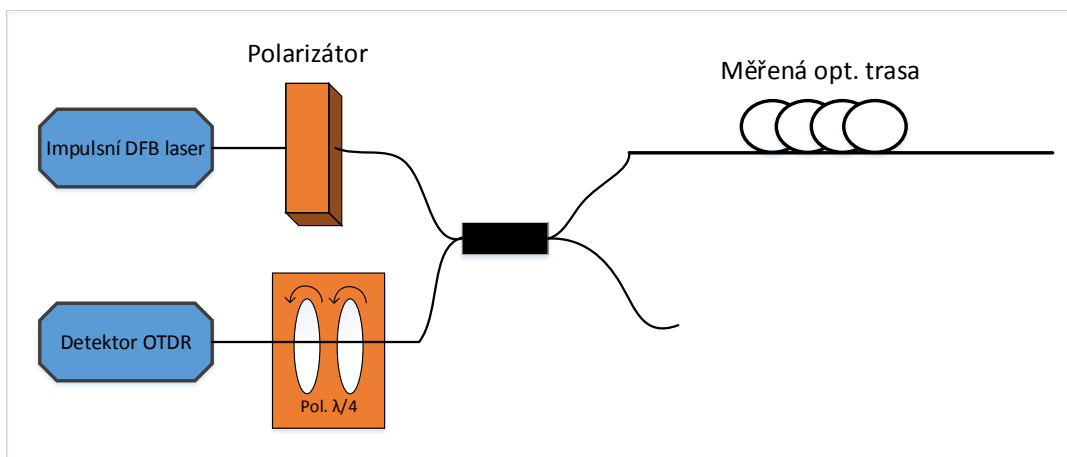 Polarizátor
Měřená opt. trasa
Impulsní DFB laser
Detektor OTDR
Pol. λ/4